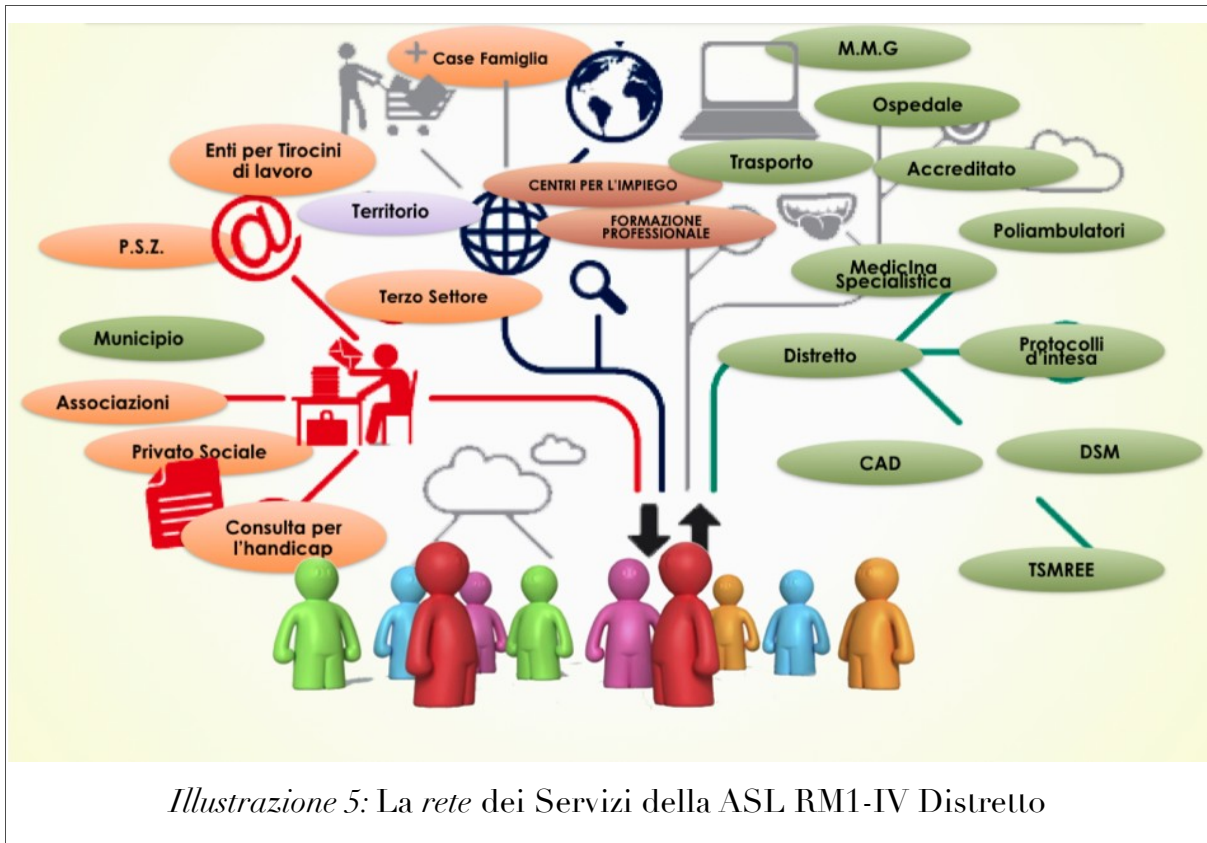 M.M.G
Case Famiglia
Ospedale
Enti per Tirocini
di lavoro
Trasporto
Accreditato
CENTRI PER L'IMPIEGO
Territorio
FORMAZIONE
PROFESSIONALE
Poliambulatori
P.S.Z.
@
MedicIna
Specialistica
Terzo Settore
Municipio
Distretto
Protocolli
d'intesa
Associazioni
Privato Sociale
CAD
DSM
Consulta per
l'handicap
TSMREE
Illustrazione 5: La rete dei Servizi della ASL RM1-IV Distretto